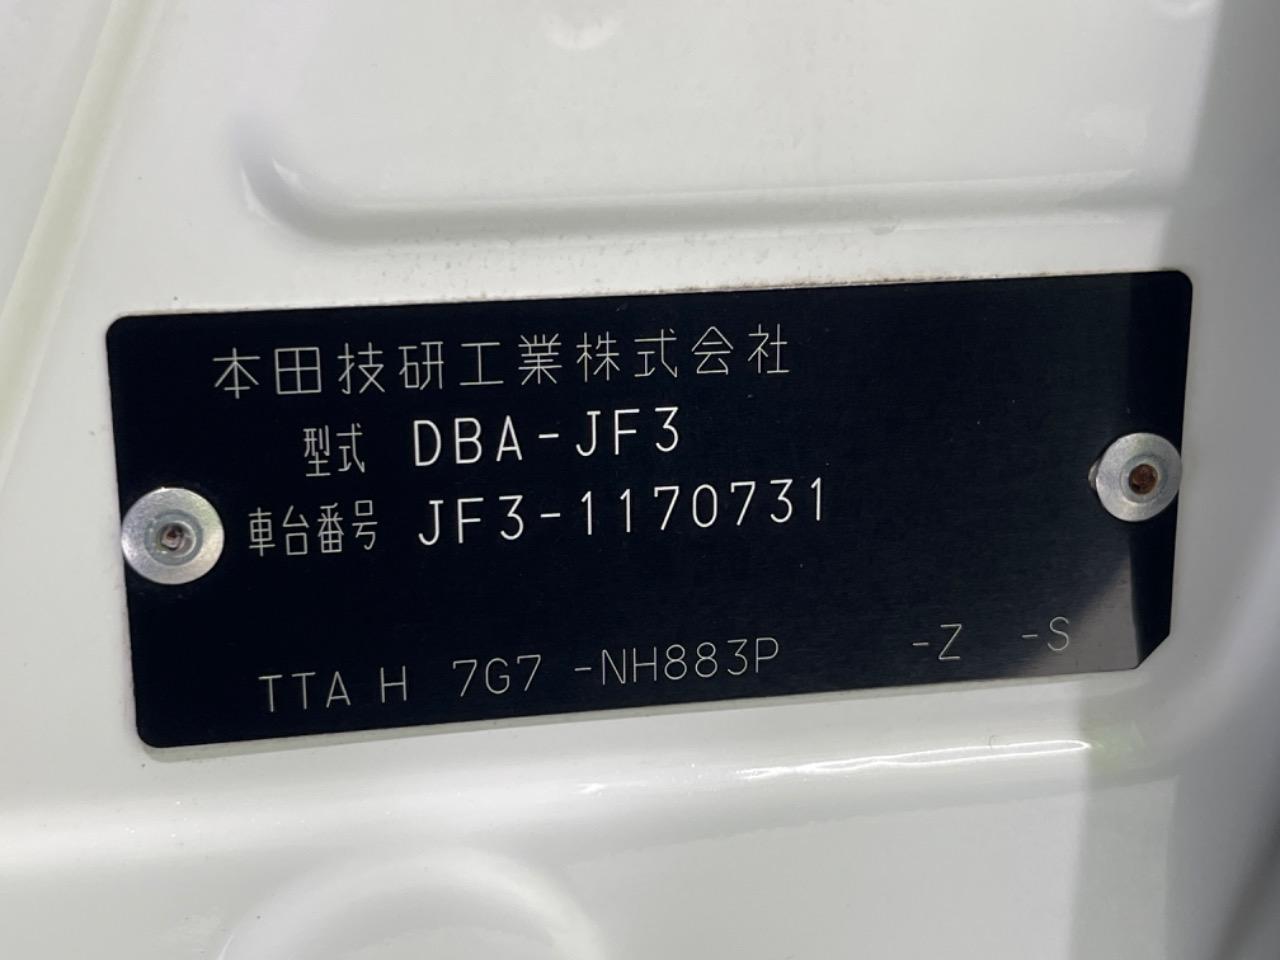 本田技研工業株式会社
型式 DBA-JF3
車台番号 JF3-1170731
TTA H 7G7 -NH883P -Z -S